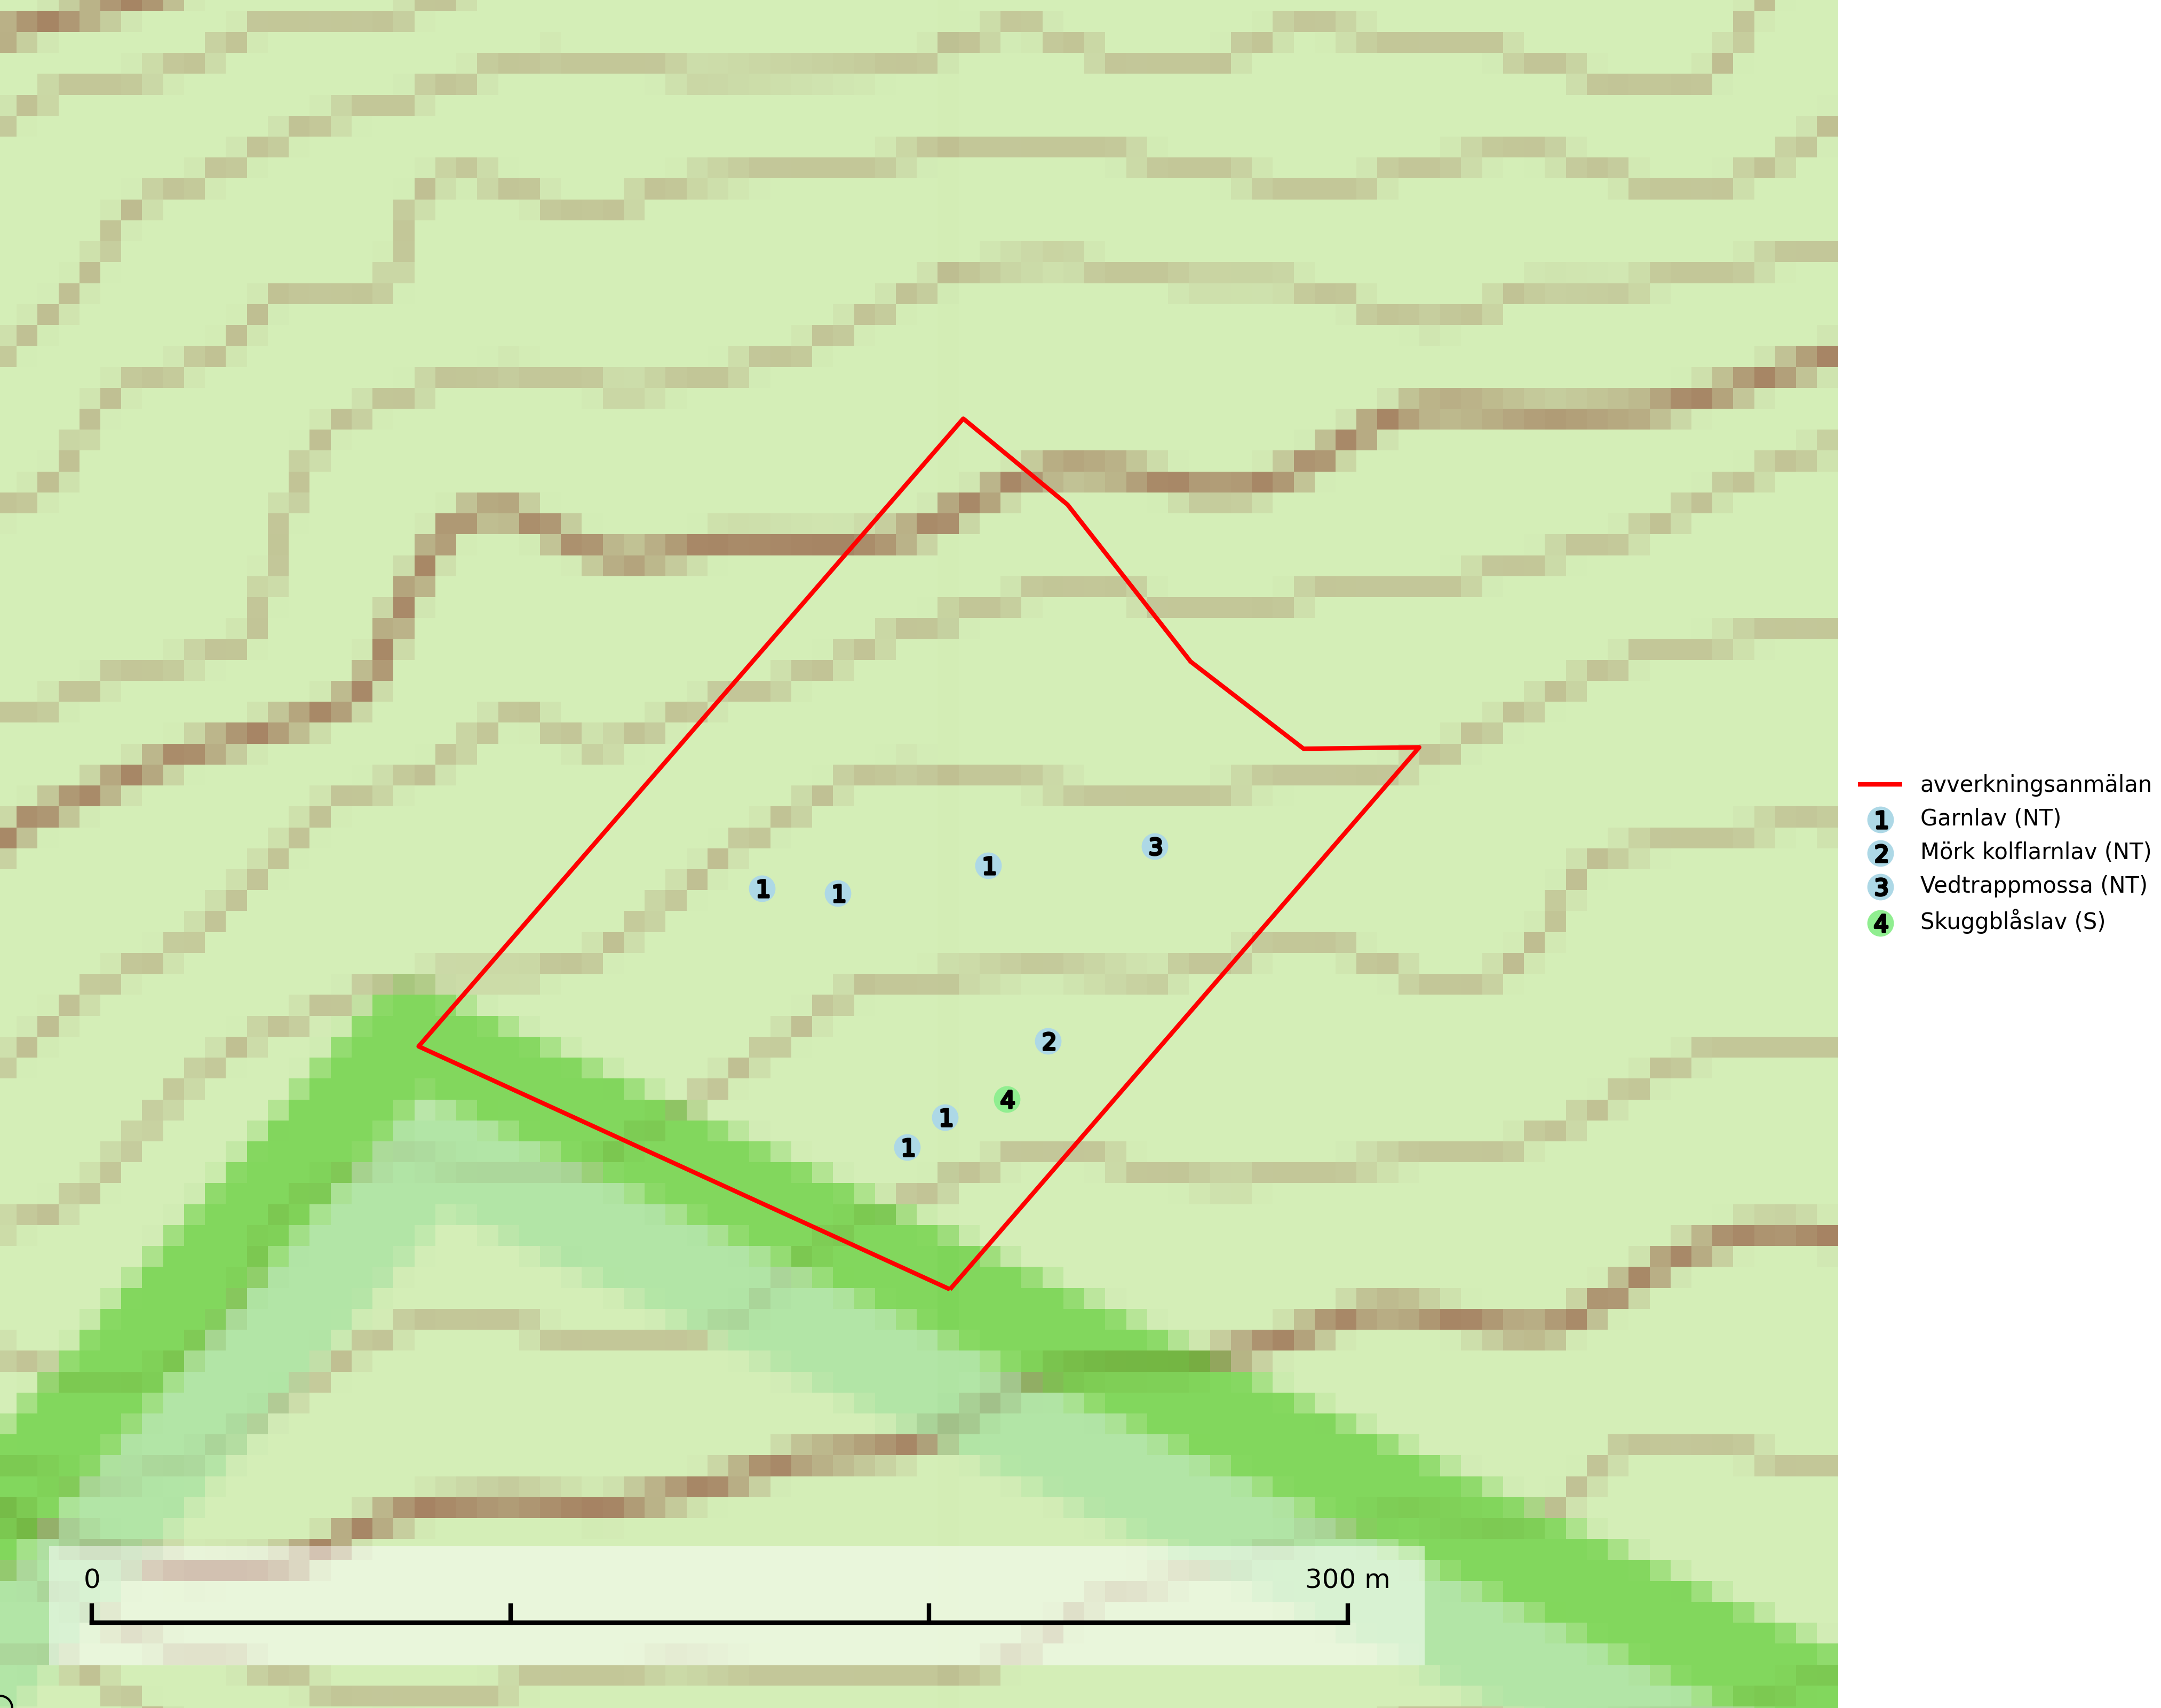 1
1
1
3
2
4
1
1
0 300 m
avverkningsanmälan
1 Garnlav (NT)
2 Mörk kolflarnlav (NT)
3 Vedtrappmossa (NT)
4 Skuggblåslav (S)